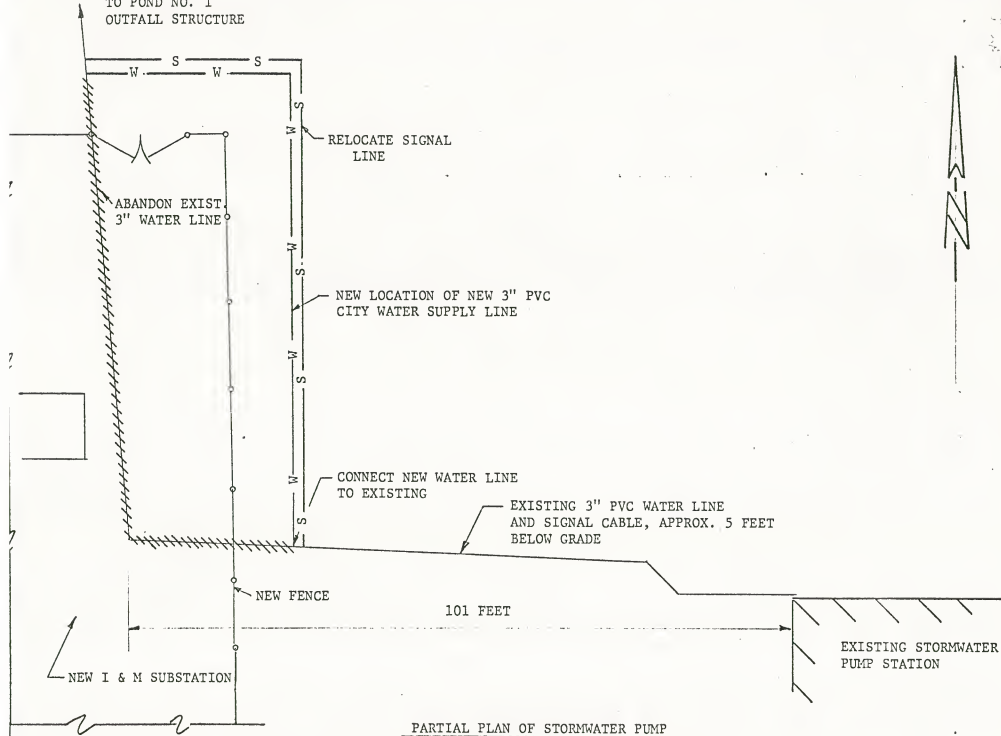 TO POND NO. 1
OUTFALL STRUCTURE
S S
W W
S
W
RELOCATE SIGNAL
LINE
ABANDON EXIST.
3" WATER LINE
N
W
S
NEW LOCATION OF NEW 3" PVC
CITY WATER SUPPLY LINE
W
S
CONNECT NEW WATER LINE
TO EXISTING
W
S
EXISTING 3" PVC WATER LINE
AND SIGNAL CABLE, APPROX. 5 FEET
BELOW GRADE
NEW FENCE
101 FEET
EXISTING STORMWATER
PUMP STATION
NEW I & M SUBSTATION
PARTIAL PLAN OF STORMWATER PUMP